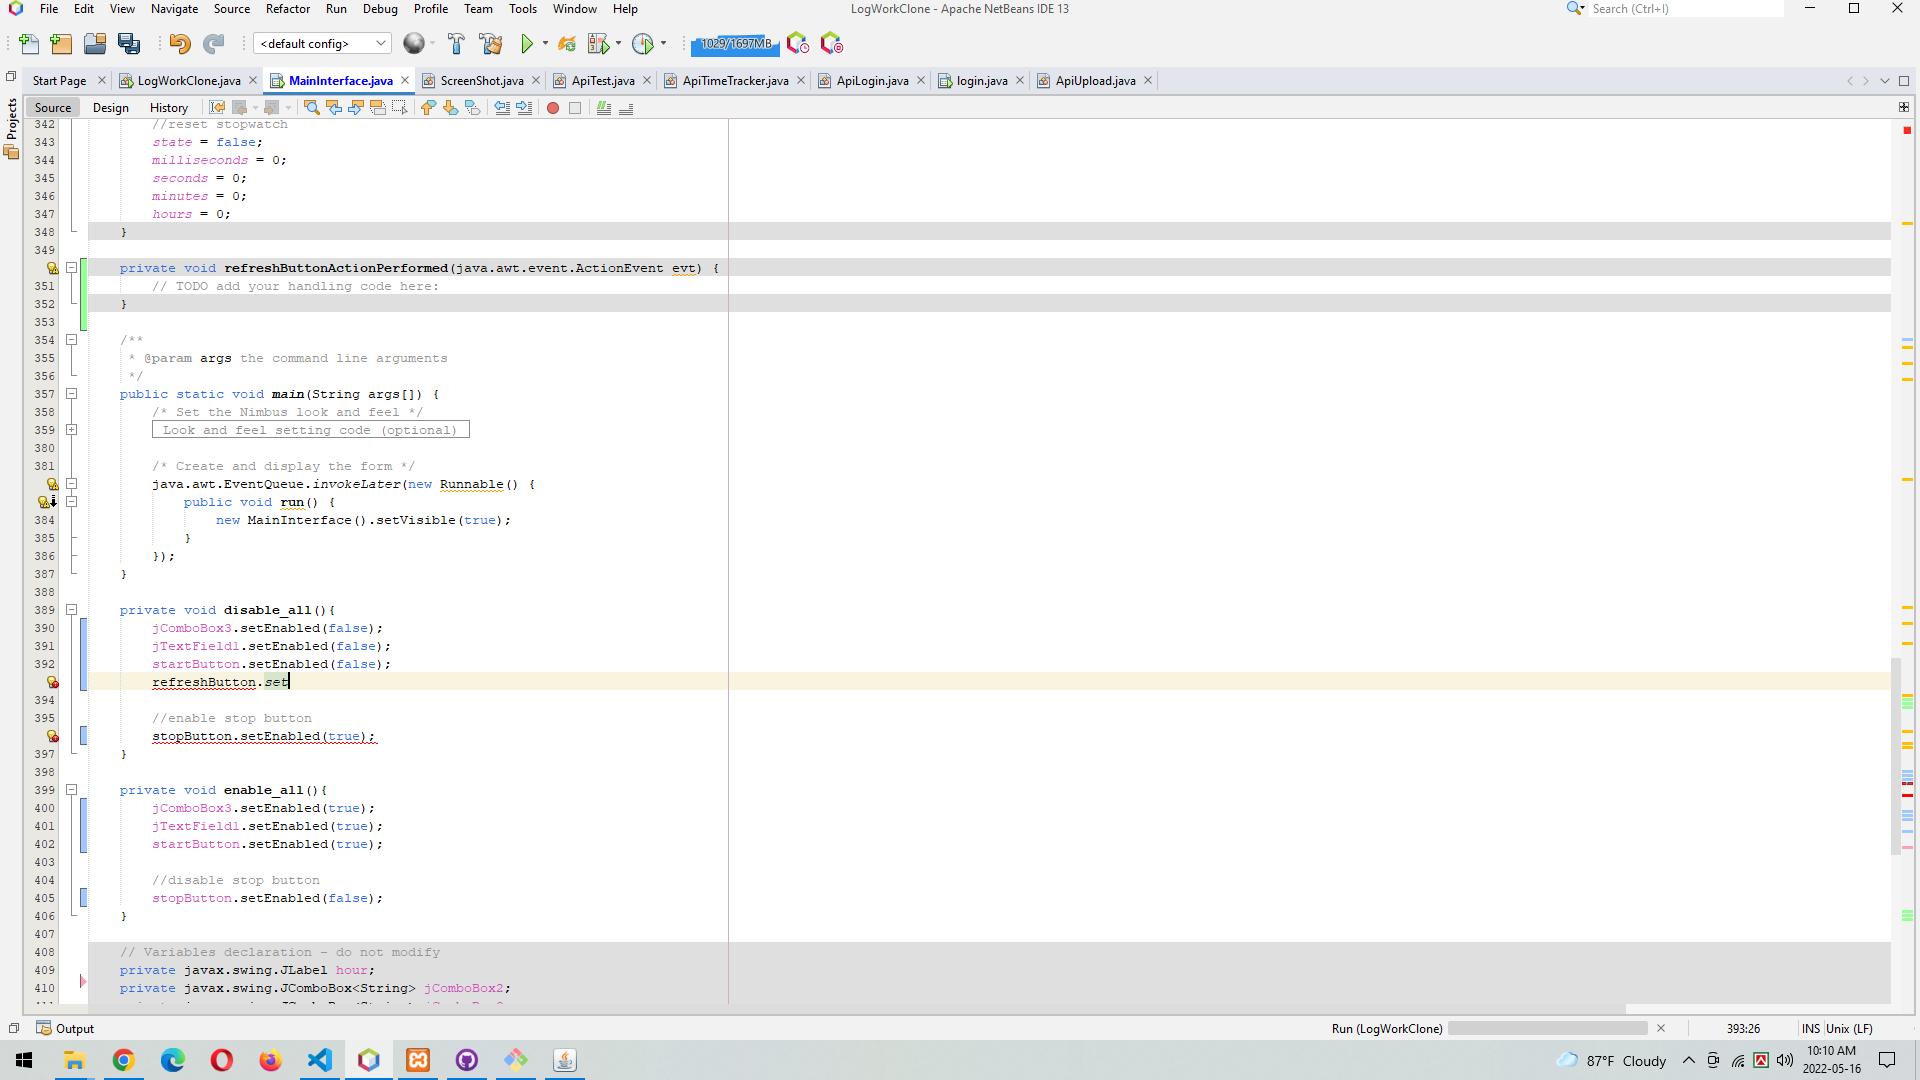 File Edit View Navigate Source Refactor Run Debug Profile Team Tools Window Help LogWorkClone - Apache NetBeans IDE 13 Search (Ctrl+I)
<default config> 1029/1697MB
Start Page LogWorkClone.java MainInterface.java ScreenShot.java ApiTest.java ApiTimeTracker.java ApiLogin.java login.java ApiUpload.java
Projects
Source Design History
342 //reset stopwatch
343 state = false;
344 milliseconds = 0;
345 seconds = 0;
346 minutes = 0;
347 hours = 0;
348 }
349
private void refreshButtonActionPerformed(java.awt.event.ActionEvent evt) {
351 // TODO add your handling code here:
352 }
353
354 /**
355 * @param args the command line arguments
356 */
357 public static void main(String args[]) {
358 /* Set the Nimbus look and feel */
359 Look and feel setting code (optional)
380
381 /* Create and display the form */
java.awt.EventQueue.invokeLater(new Runnable() {
public void run() {
384 new MainInterface().setVisible(true);
385 }
386 });
387 }
388
389 private void disable_all(){
390 jComboBox3.setEnabled(false);
391 jTextField1.setEnabled(false);
392 startButton.setEnabled(false);
refreshButton.set
394
395 //enable stop button
stopButton.setEnabled(true);
397 }
398
399 private void enable_all(){
400 jComboBox3.setEnabled(true);
401 jTextField1.setEnabled(true);
402 startButton.setEnabled(true);
403
404 //disable stop button
405 stopButton.setEnabled(false);
406 }
407
408 // Variables declaration - do not modify
409 private javax.swing.JLabel hour;
410 private javax.swing.JComboBox<String> jComboBox2;
Output Run (LogWorkClone) 393:26 INS Unix (LF)
87°F Cloudy 10:10 AM
2022-05-16